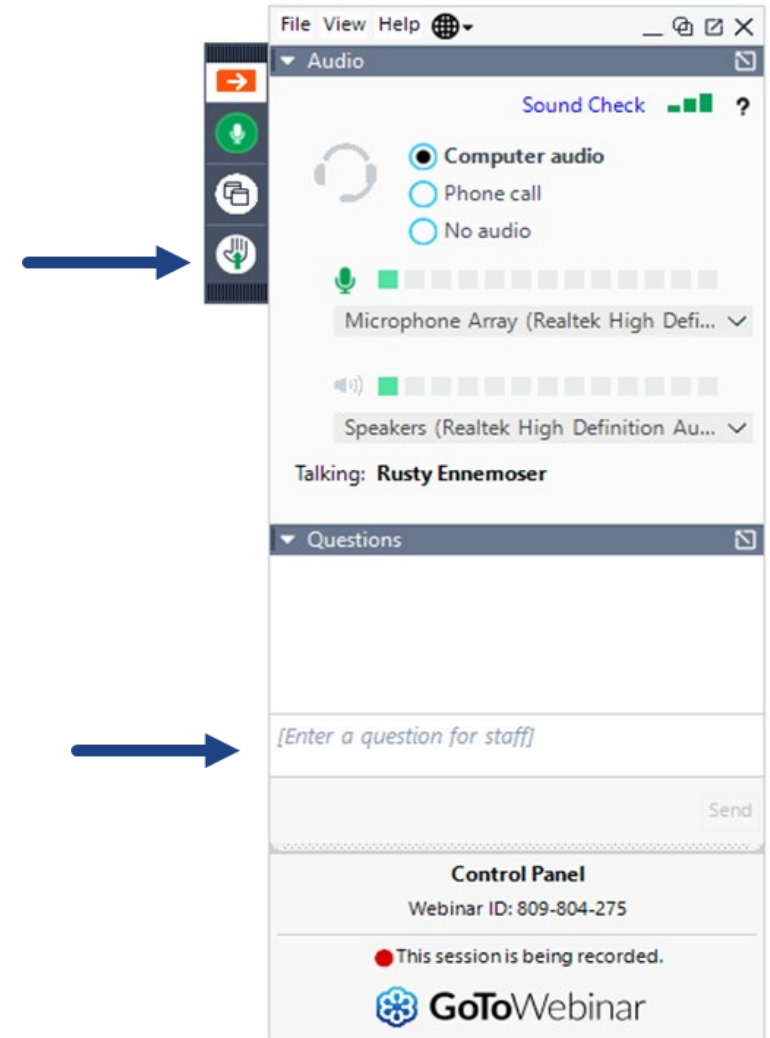 File View Help
Audio
Sound Check ?
Computer audio
Phone call
No audio
Microphone Array (Realtek High Defi...
Speakers (Realtek High Definition Au...
Talking: Rusty Ennemoser
Questions
[Enter a question for staff]
Send
Control Panel
Webinar ID: 809-804-275
This session is being recorded.
GoToWebinar